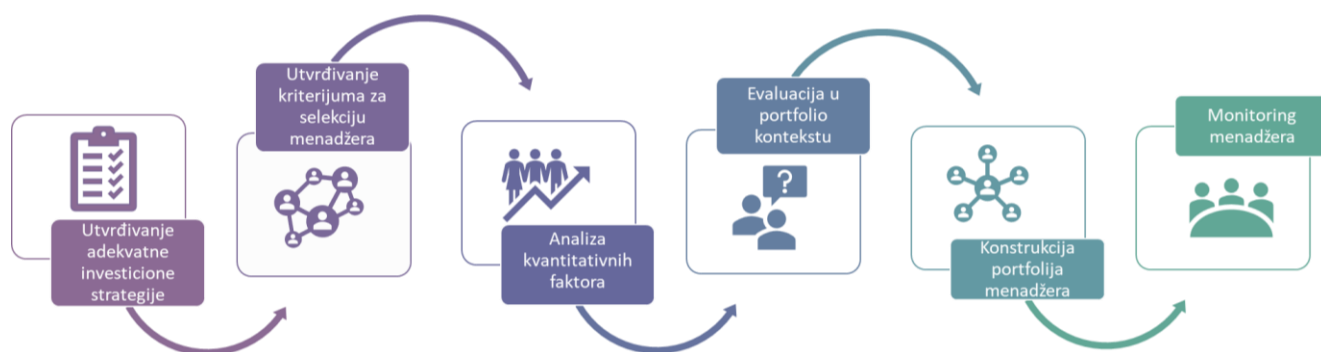 Utvrđivanje
adekvatne
investicione
strategije
Utvrđivanje
kriterijuma za
selekciju
menadžera
Analiza
kvantitativnih
faktora
Evaluacija u
portfolio
kontekstu
?
Konstrukcija
portfolija
menadžera
Monitoring
menadžera